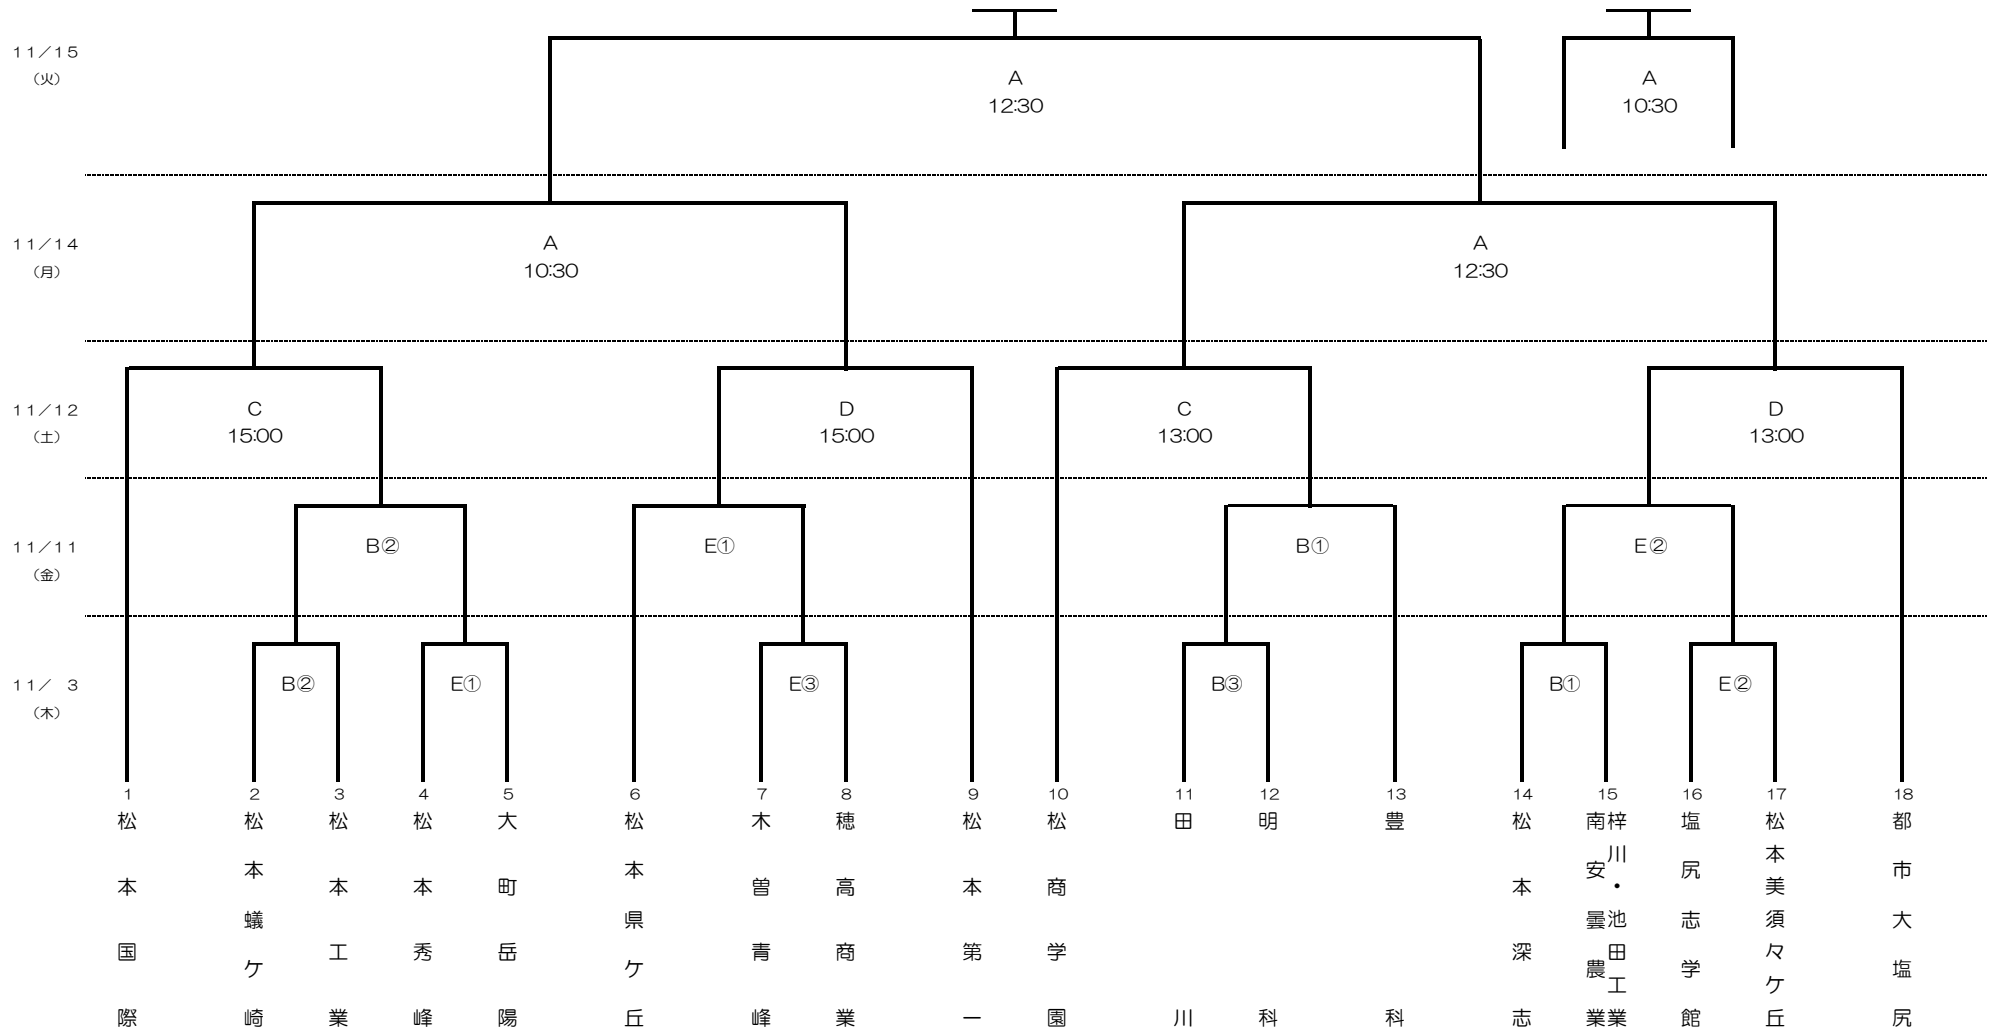 11／15
（火）
A
12:30
A
10:30
11／14
（月）
A
10:30
A
12:30
11／12
（土）
C
15:00
D
15:00
C
13:00
D
13:00
11／11
（金）
B②
E①
B①
E②
11／ 3
（木）
B②
E①
E③
B③
B①
E②
1
松本国際
2
松本蟻ケ崎
3
松本工業
4
松本秀峰
5
大町岳陽
6
松本県ケ丘
7
木曽青峰
8
穂高商業
9
松本第一
10
松商学園
11
田川
12
明科
13
豊科
14
松本深志
15
梓川・池田工業
南安曇農業
16
塩尻志学館
17
松本美須々ケ丘
18
都市大塩尻